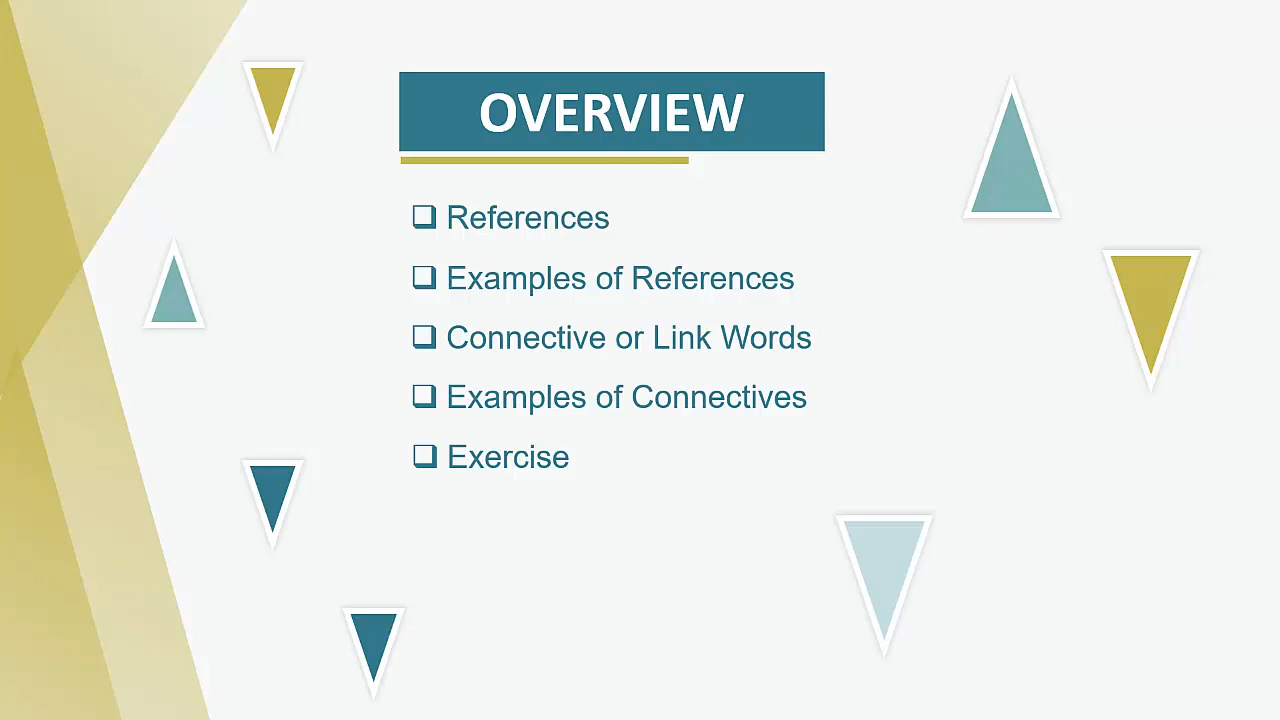 OVERVIEW
❑ References
❑ Examples of References
❑ Connective or Link Words
❑ Examples of Connectives
❑ Exercise